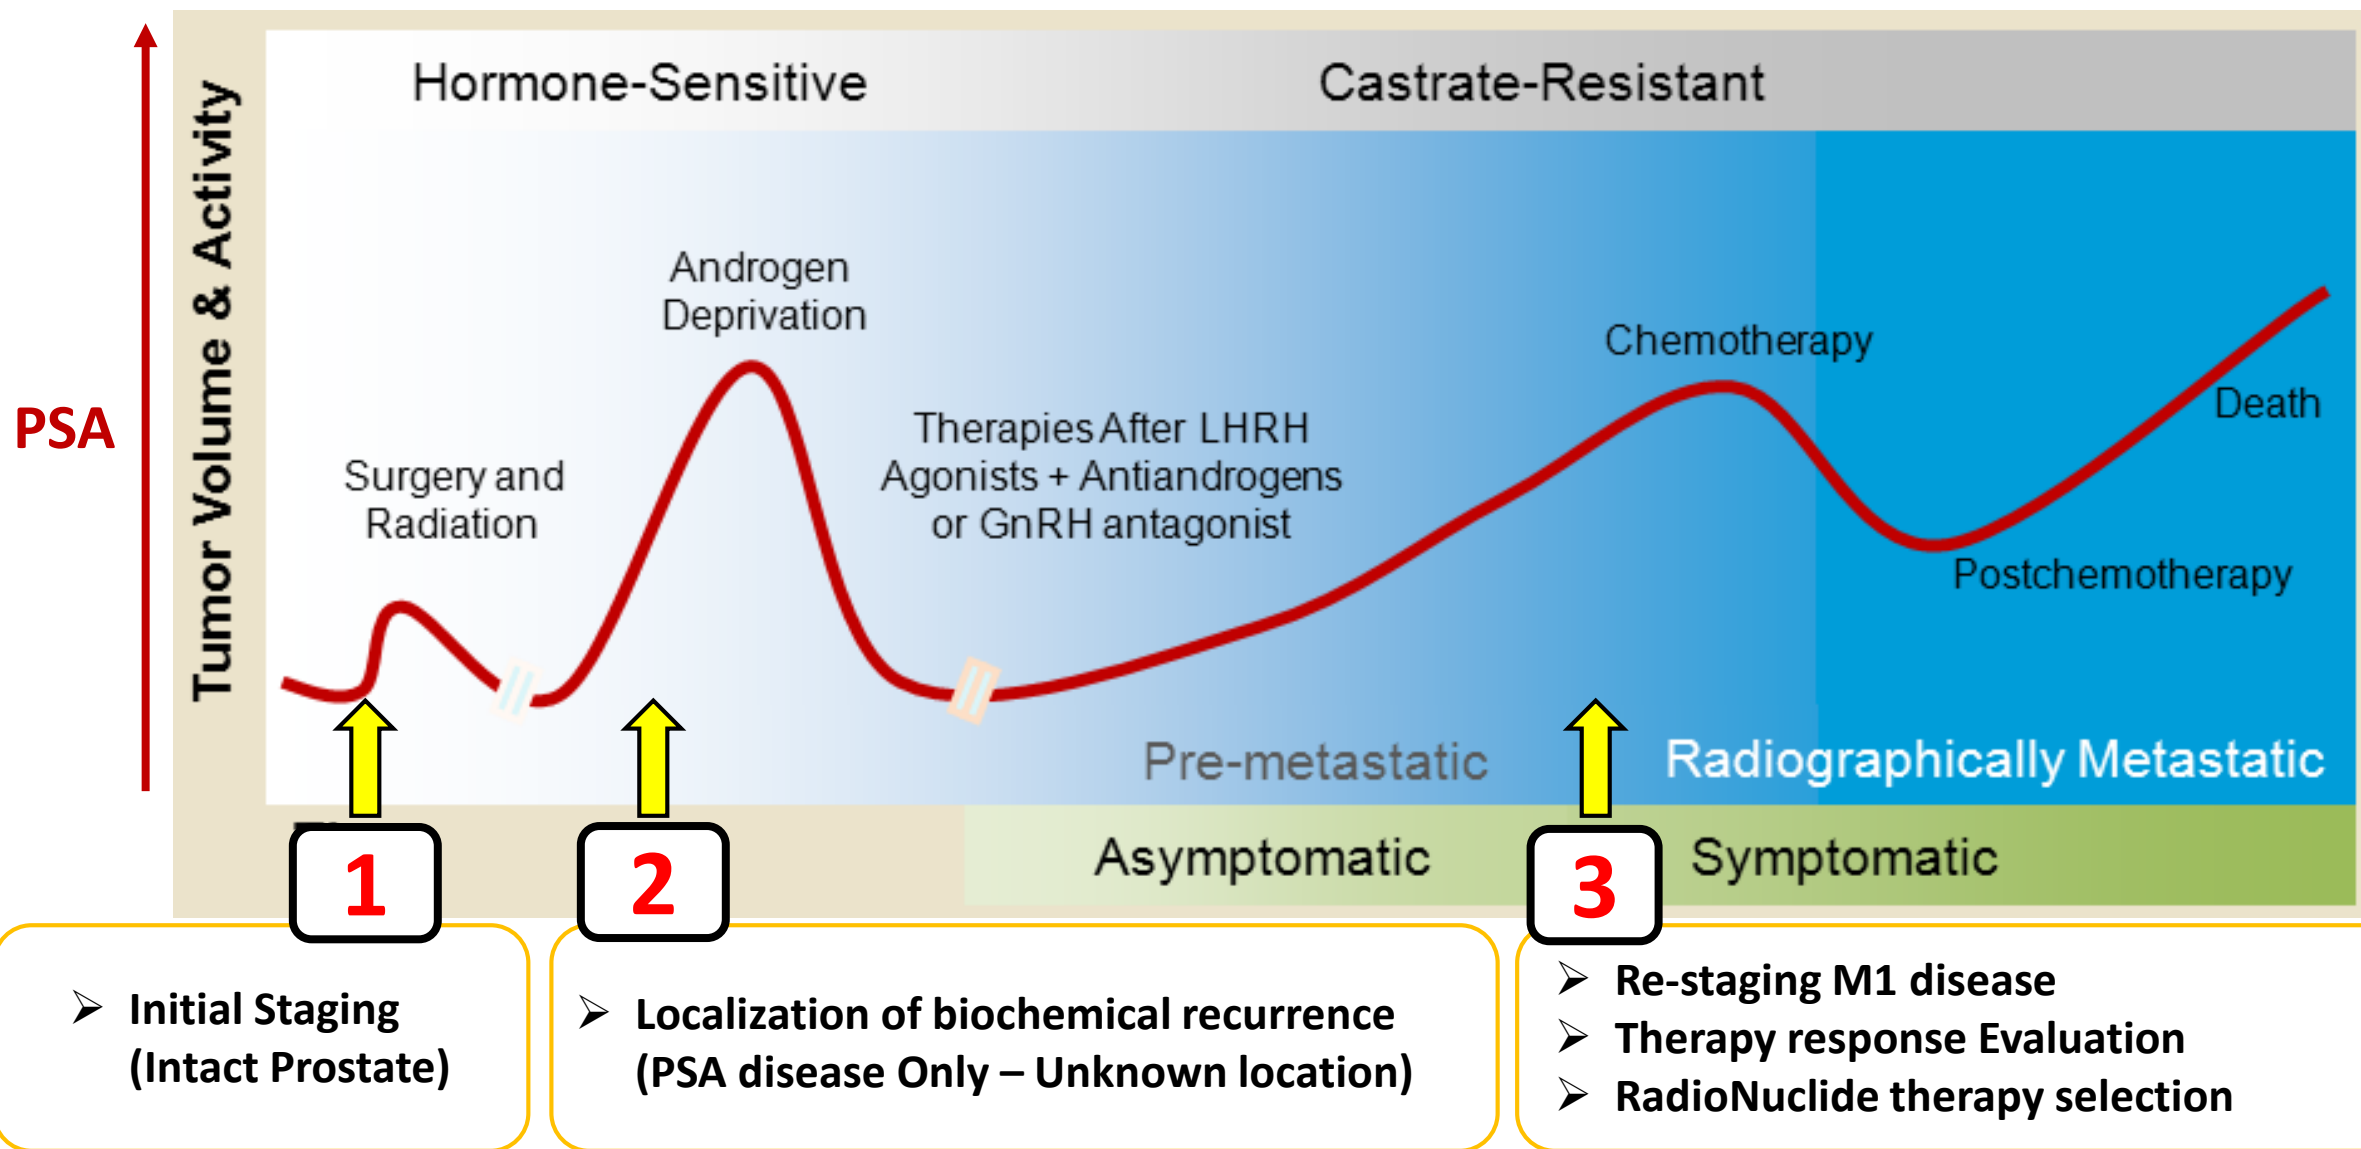 Hormone-Sensitive
Castrate-Resistant
PSA
Tumor Volume & Activity
Surgery and
Radiation
Androgen
Deprivation
Therapies After LHRH
Agonists + Antiandrogens
or GnRH antagonist
Chemotherapy
Death
Postchemotherapy
Pre-metastatic
Radiographically Metastatic
Asymptomatic
Symptomatic
1
2
3
➢ Initial Staging
(Intact Prostate)
➢ Localization of biochemical recurrence
(PSA disease Only – Unknown location)
➢ Re-staging M1 disease
➢ Therapy response Evaluation
➢ RadioNuclide therapy selection